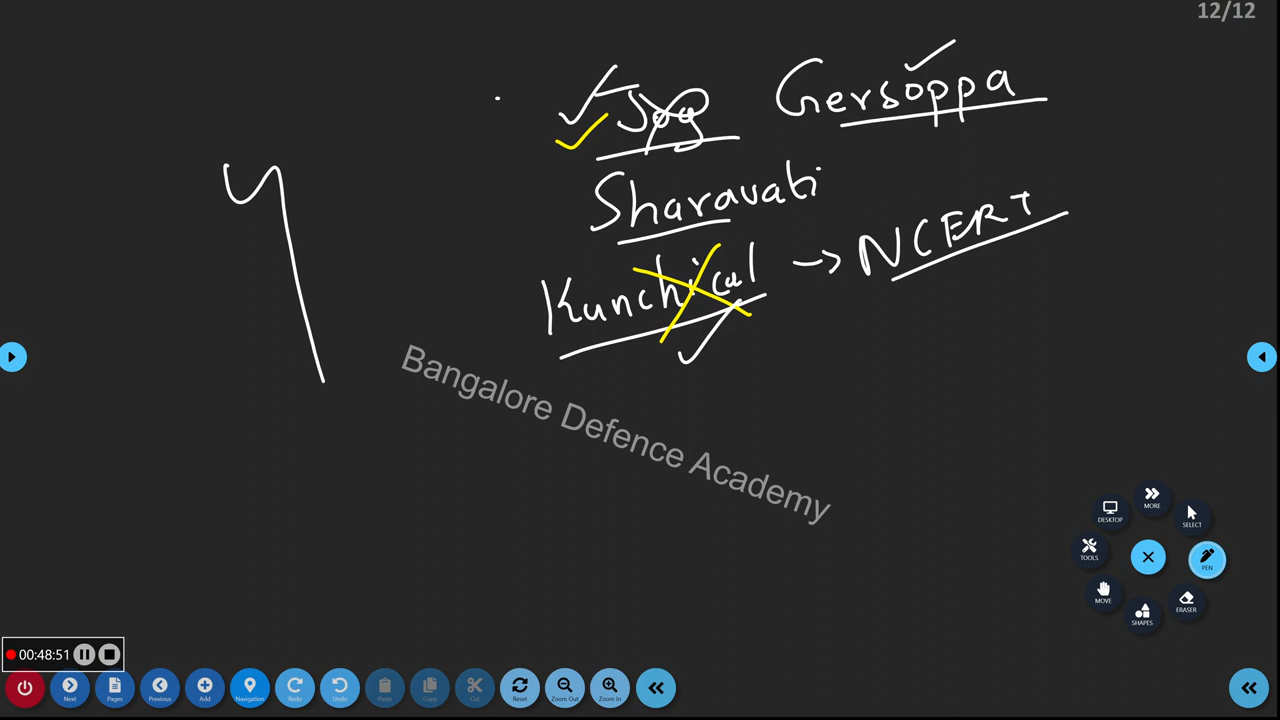 12/12
Jog Gersoppa
Sharavati
Kunchical → NCERT
Bangalore Defence Academy
MORE
DESKTOP
SELECT
TOOLS
PEN
MOVE
ERASER
SHAPES
00:48:51
Next Pages Previous Add Navigation Redo Undo Paste Copy Cut Reset Zoom Out Zoom In